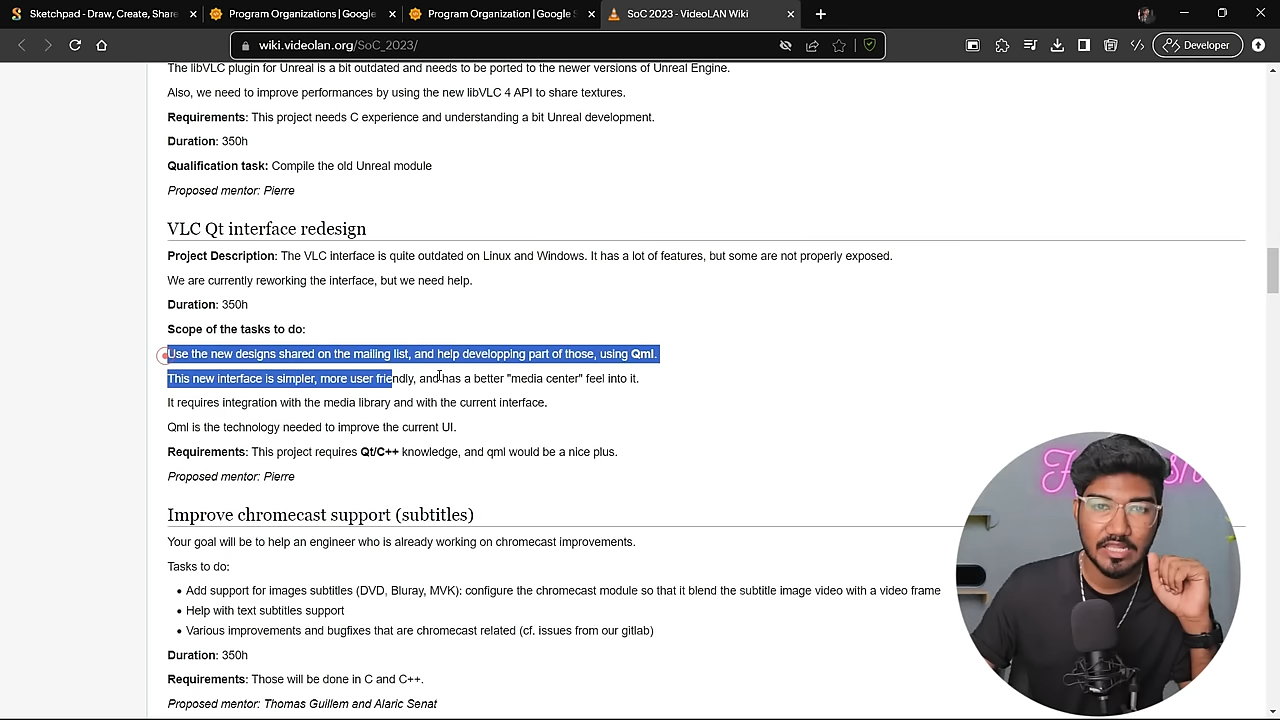 Sketchpad - Draw, Create, Share
Program Organizations | Google
Program Organization | Google S
SoC 2023 - VideoLAN Wiki
wiki.videolan.org/SoC_2023/
Developer
The libVLC plugin for Unreal is a bit outdated and needs to be ported to the newer versions of Unreal Engine.
Also, we need to improve performances by using the new libVLC 4 API to share textures.
Requirements: This project needs C experience and understanding a bit Unreal development.
Duration: 350h
Qualification task: Compile the old Unreal module
Proposed mentor: Pierre
VLC Qt interface redesign
Project Description: The VLC interface is quite outdated on Linux and Windows. It has a lot of features, but some are not properly exposed.
We are currently reworking the interface, but we need help.
Duration: 350h
Scope of the tasks to do:
Use the new designs shared on the mailing list, and help developping part of those, using Qml.
This new interface is simpler, more user friendly, and has a better "media center" feel into it.
It requires integration with the media library and with the current interface.
Qml is the technology needed to improve the current UI.
Requirements: This project requires Qt/C++ knowledge, and qml would be a nice plus.
Proposed mentor: Pierre
Improve chromecast support (subtitles)
Your goal will be to help an engineer who is already working on chromecast improvements.
Tasks to do:
• Add support for images subtitles (DVD, Bluray, MVK): configure the chromecast module so that it blend the subtitle image video with a video frame
• Help with text subtitles support
• Various improvements and bugfixes that are chromecast related (cf. issues from our gitlab)
Duration: 350h
Requirements: Those will be done in C and C++.
Proposed mentor: Thomas Guillem and Alaric Senat